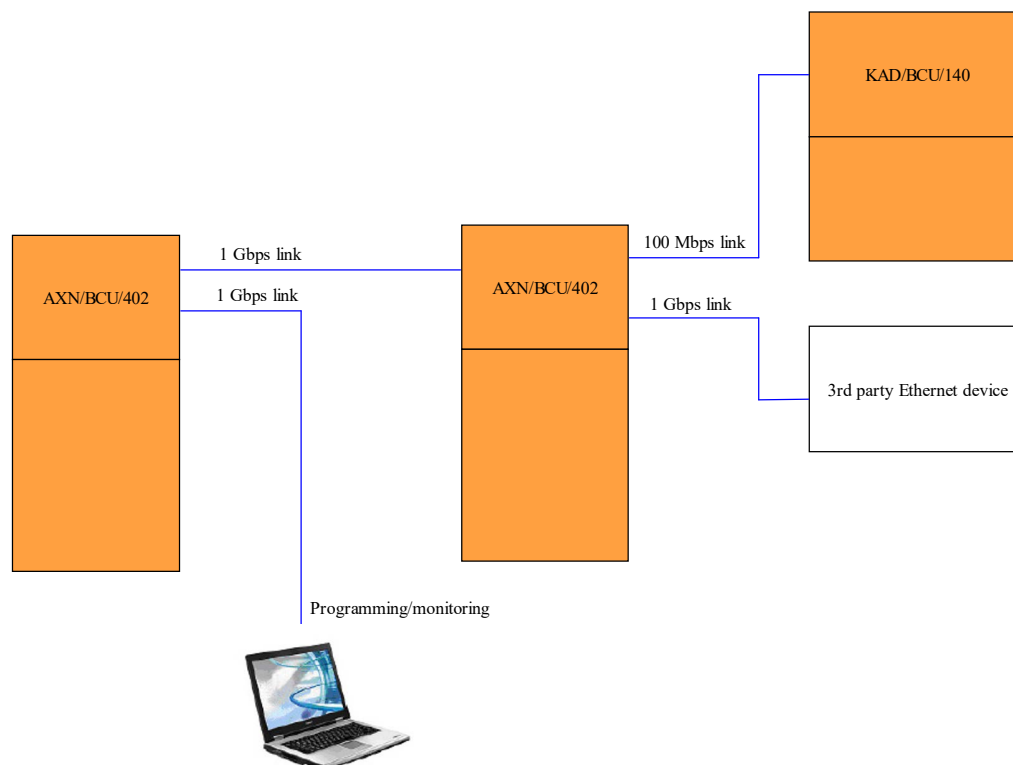 KAD/BCU/140
1 Gbps link
100 Mbps link
AXN/BCU/402
1 Gbps link
AXN/BCU/402
1 Gbps link
3rd party Ethernet device
Programming/monitoring